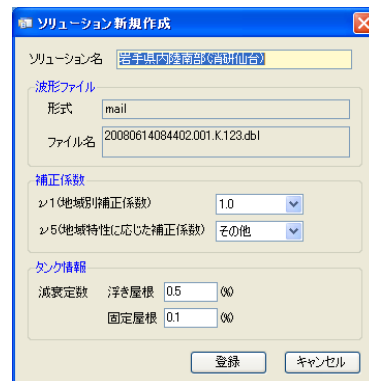 ソリューション新規作成
ソリューション名 岩手県内陸南部(消研仙台)
波形ファイル
形式 mail
ファイル名 20080614084402.001.K.123.dbl
補正係数
ν1(地域別補正係数) 1.0
ν5(地域特性に応じた補正係数) その他
タンク情報
減衰定数 浮き屋根 0.5 (%)
固定屋根 0.1 (%)
登録 キャンセル